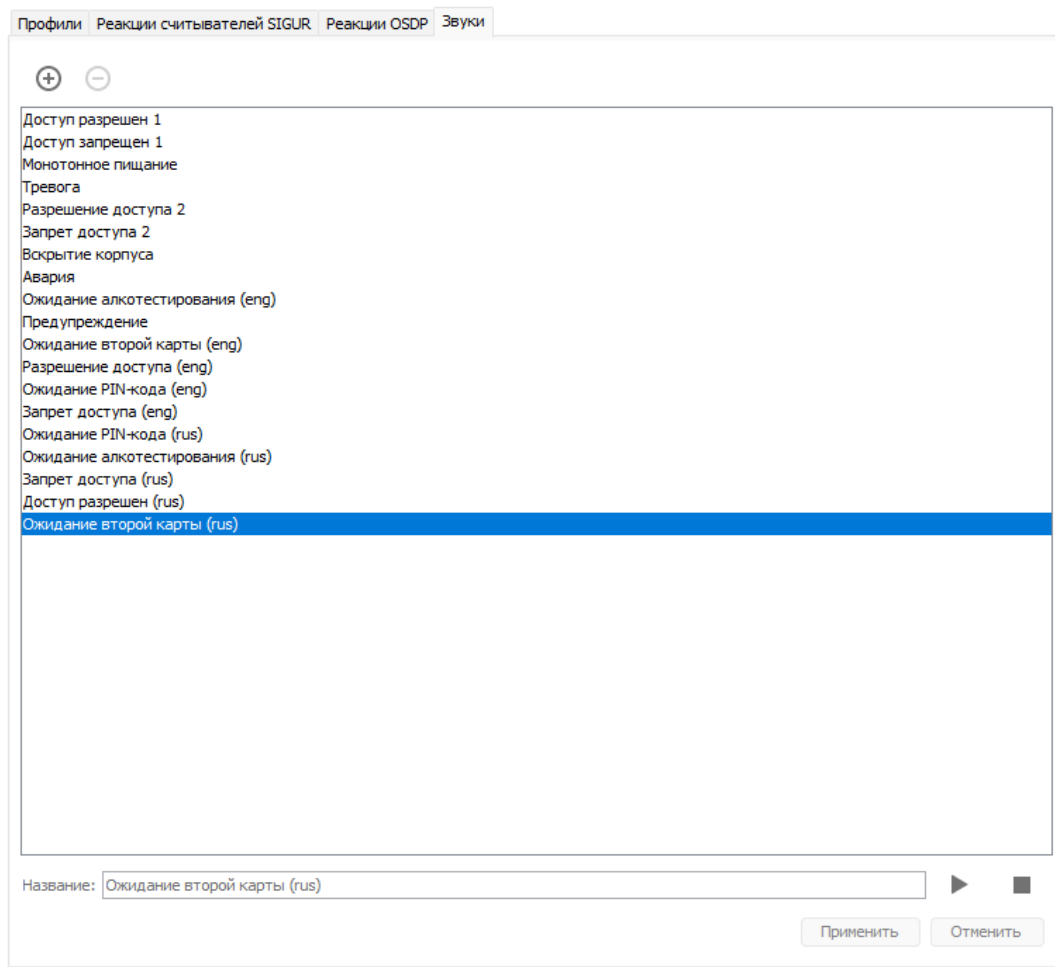 Профили Реакции считывателей SIGUR Реакции OSDP Звуки
Доступ разрешен 1
Доступ запрещен 1
Монотонное пищание
Тревога
Разрешение доступа 2
Запрет доступа 2
Вскрытие корпуса
Авария
Ожидание алкотестирования (eng)
Предупреждение
Ожидание второй карты (eng)
Разрешение доступа (eng)
Ожидание PIN-кода (eng)
Запрет доступа (eng)
Ожидание PIN-кода (rus)
Ожидание алкотестирования (rus)
Запрет доступа (rus)
Доступ разрешен (rus)
Ожидание второй карты (rus)
Название: Ожидание второй карты (rus)
Применить Отменить